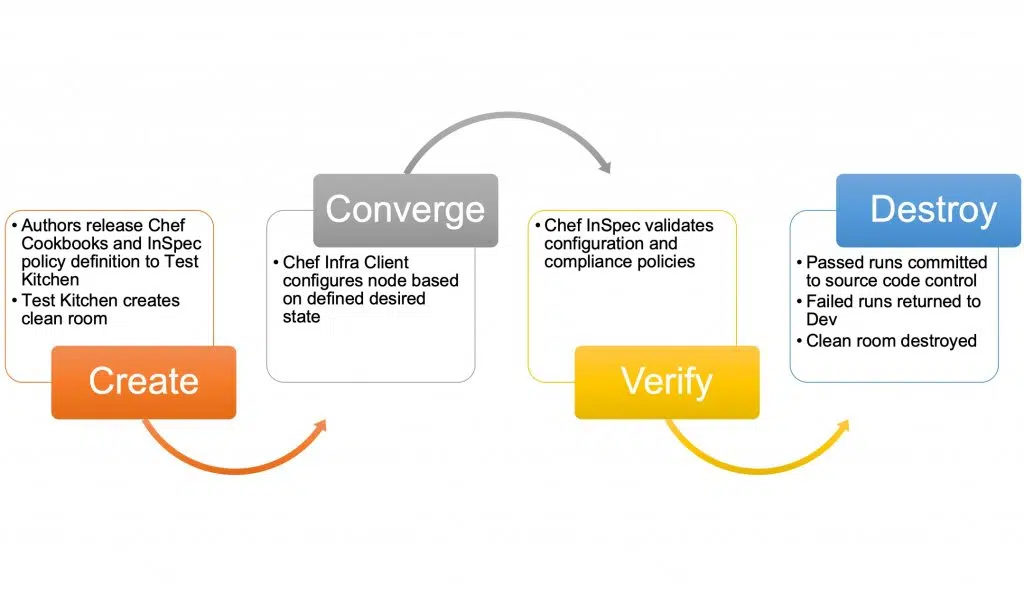 • Authors release Chef
Cookbooks and InSpec
policy definition to Test
Kitchen
• Test Kitchen creates
clean room
Create
Converge
• Chef Infra Client
configures node based
on defined desired
state
• Chef InSpec validates
configuration and
compliance policies
Verify
Destroy
• Passed runs committed
to source code control
• Failed runs returned to
Dev
• Clean room destroyed